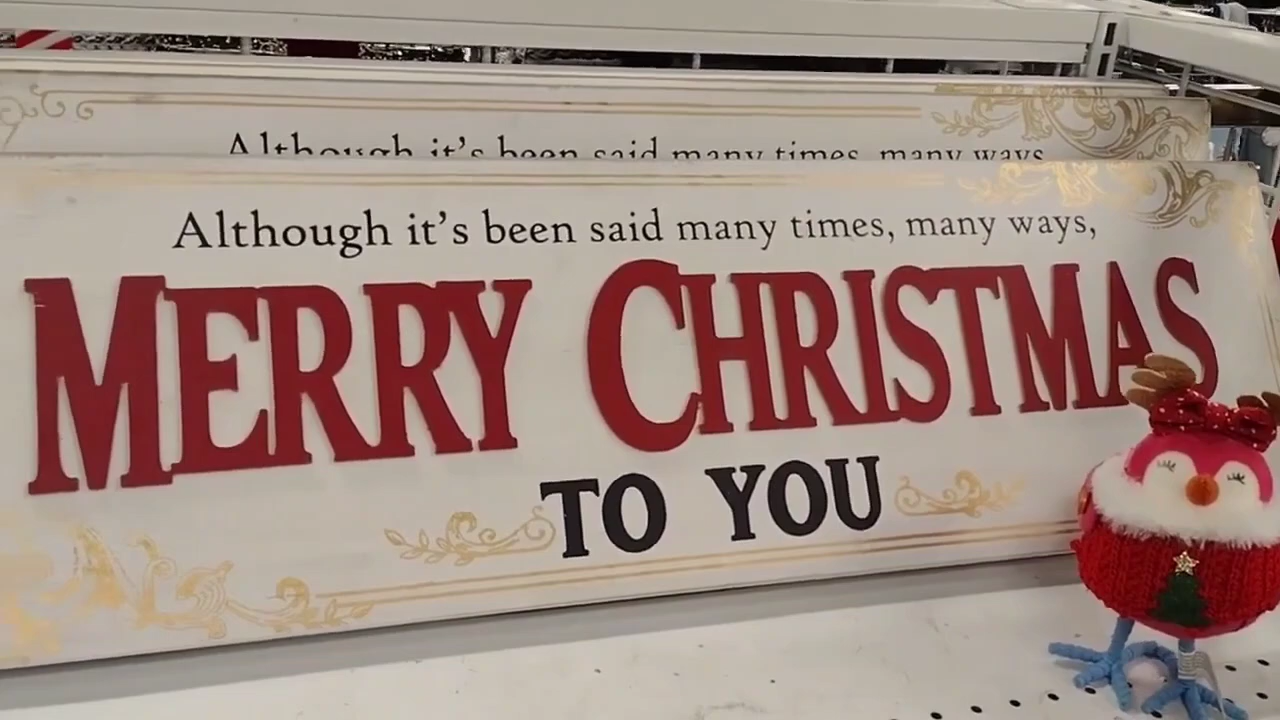 Although it's been said many times, many ways
Although it's been said many times, many ways,
MERRY CHRISTMAS
TO YOU